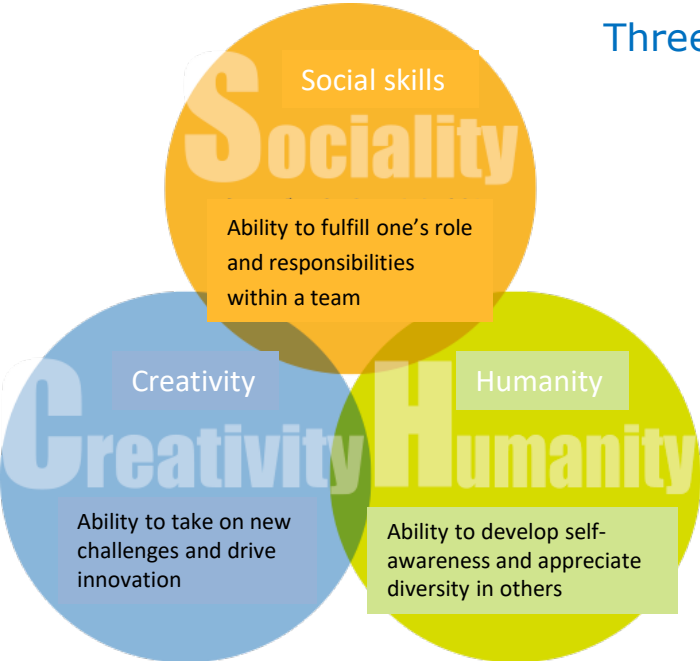 Three
Social skills
Sociality
Ability to fulfill one’s role
and responsibilities
within a team
Creativity
Creativity
Ability to take on new
challenges and drive
innovation
Humanity
Humanity
Ability to develop self-
awareness and appreciate
diversity in others